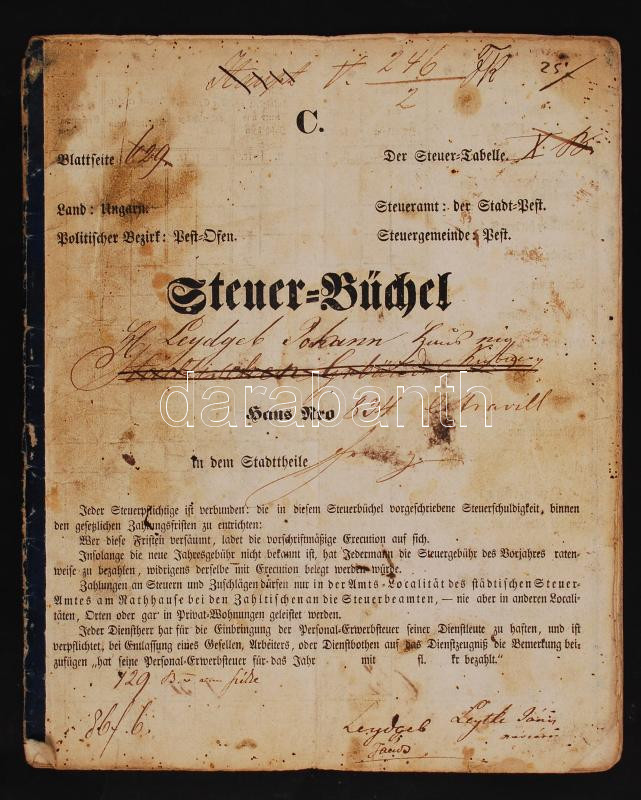 246
2
25/
C.
Blattseite 629 Der Steuer-Tabelle.
Land: Ungarn. Steueramt: der Stadt-Pest.
Politischer Bezirk: Pest-Ofen. Steuergemeinde: Pest.
Steuer-Büchel
Leydgeb Johann Haus
Haus Nro
in dem Stadttheile
darabanth
Jeder Steuerpflichtige ist verbunden: die in diesem Steuerbüchel vorgeschriebene Steuerschuldigkeit, binnen
den gesetzlichen Zahlungsfristen zu entrichten:
Wer diese Fristen versäumt, ladet die vorschriftmäßige Execution auf sich.
Insolange die neue Jahresgebühr nicht bekannt ist, hat Jedermann die Steuergebühr des Vorjahres raten-
weise zu bezahlen, widrigens derselbe mit Execution belegt werden würde.
Zahlungen an Steuern und Zuschlägen dürfen nur in der Amts-Localität des städtischen Steuer-
Amtes am Rathhause bei den Zahltischen an die Steuerbeamten, — nie aber in anderen Locali-
täten, Orten oder gar in Privat-Wohnungen geleistet werden.
Jeder Dienstherr hat für die Einbringung der Personal-Erwerbsteuer seiner Dienstleute zu haften, und ist
verpflichtet, bei Entlassung eines Gesellen, Arbeiters, oder Dienstbothen auf das Dienstzeugniß die Bemerkung bei-
zufügen „hat seine Personal-Erwerbsteuer für das Jahr mit fl. kr bezahlt."
729
Leydgeb